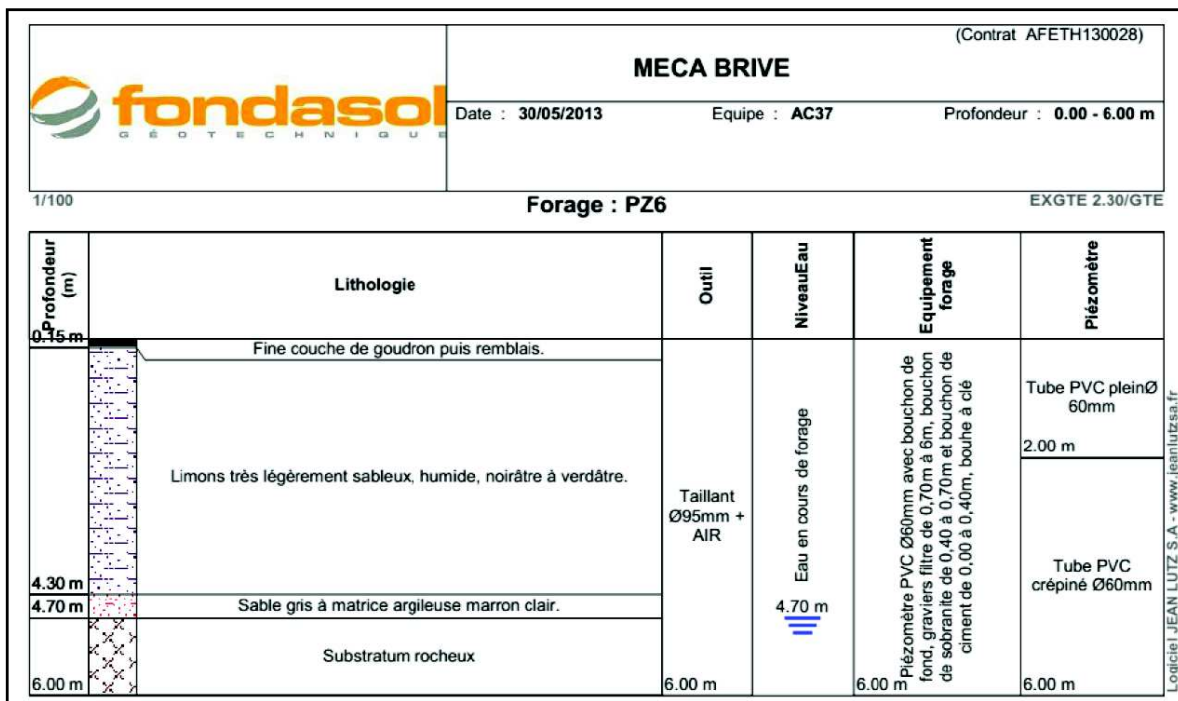 fondasol
GÉOTECHNIQUE
(Contrat AFETH130028)
MECA BRIVE
Date : 30/05/2013 Equipe : AC37 Profondeur : 0.00 - 6.00 m
1/100
Forage : PZ6
EXGTE 2.30/GTE
Profondeur
(m)
Lithologie
Outil
NiveauEau
Equipement
forage
Piézomètre
0.15 m
Fine couche de goudron puis remblais.
Limons très légèrement sableux, humide, noirâtre à verdâtre.
4.30 m
Sable gris à matrice argileuse marron clair.
4.70 m
Substratum rocheux
6.00 m
Taillant
Ø95mm +
AIR
6.00 m
Eau en cours de forage
4.70 m
Piézomètre PVC Ø60mm avec bouchon de
fond, graviers filtre de 0,70m à 6m, bouchon
de sobranite de 0,40 à 0,70m et bouchon de
ciment de 0,00 à 0,40m, bouhe à clé
6.00 m
Tube PVC pleinØ
60mm
2.00 m
Tube PVC
crépiné Ø60mm
6.00 m
Logiciel JEAN LUTZ S.A - www.jeanlutzsa.fr